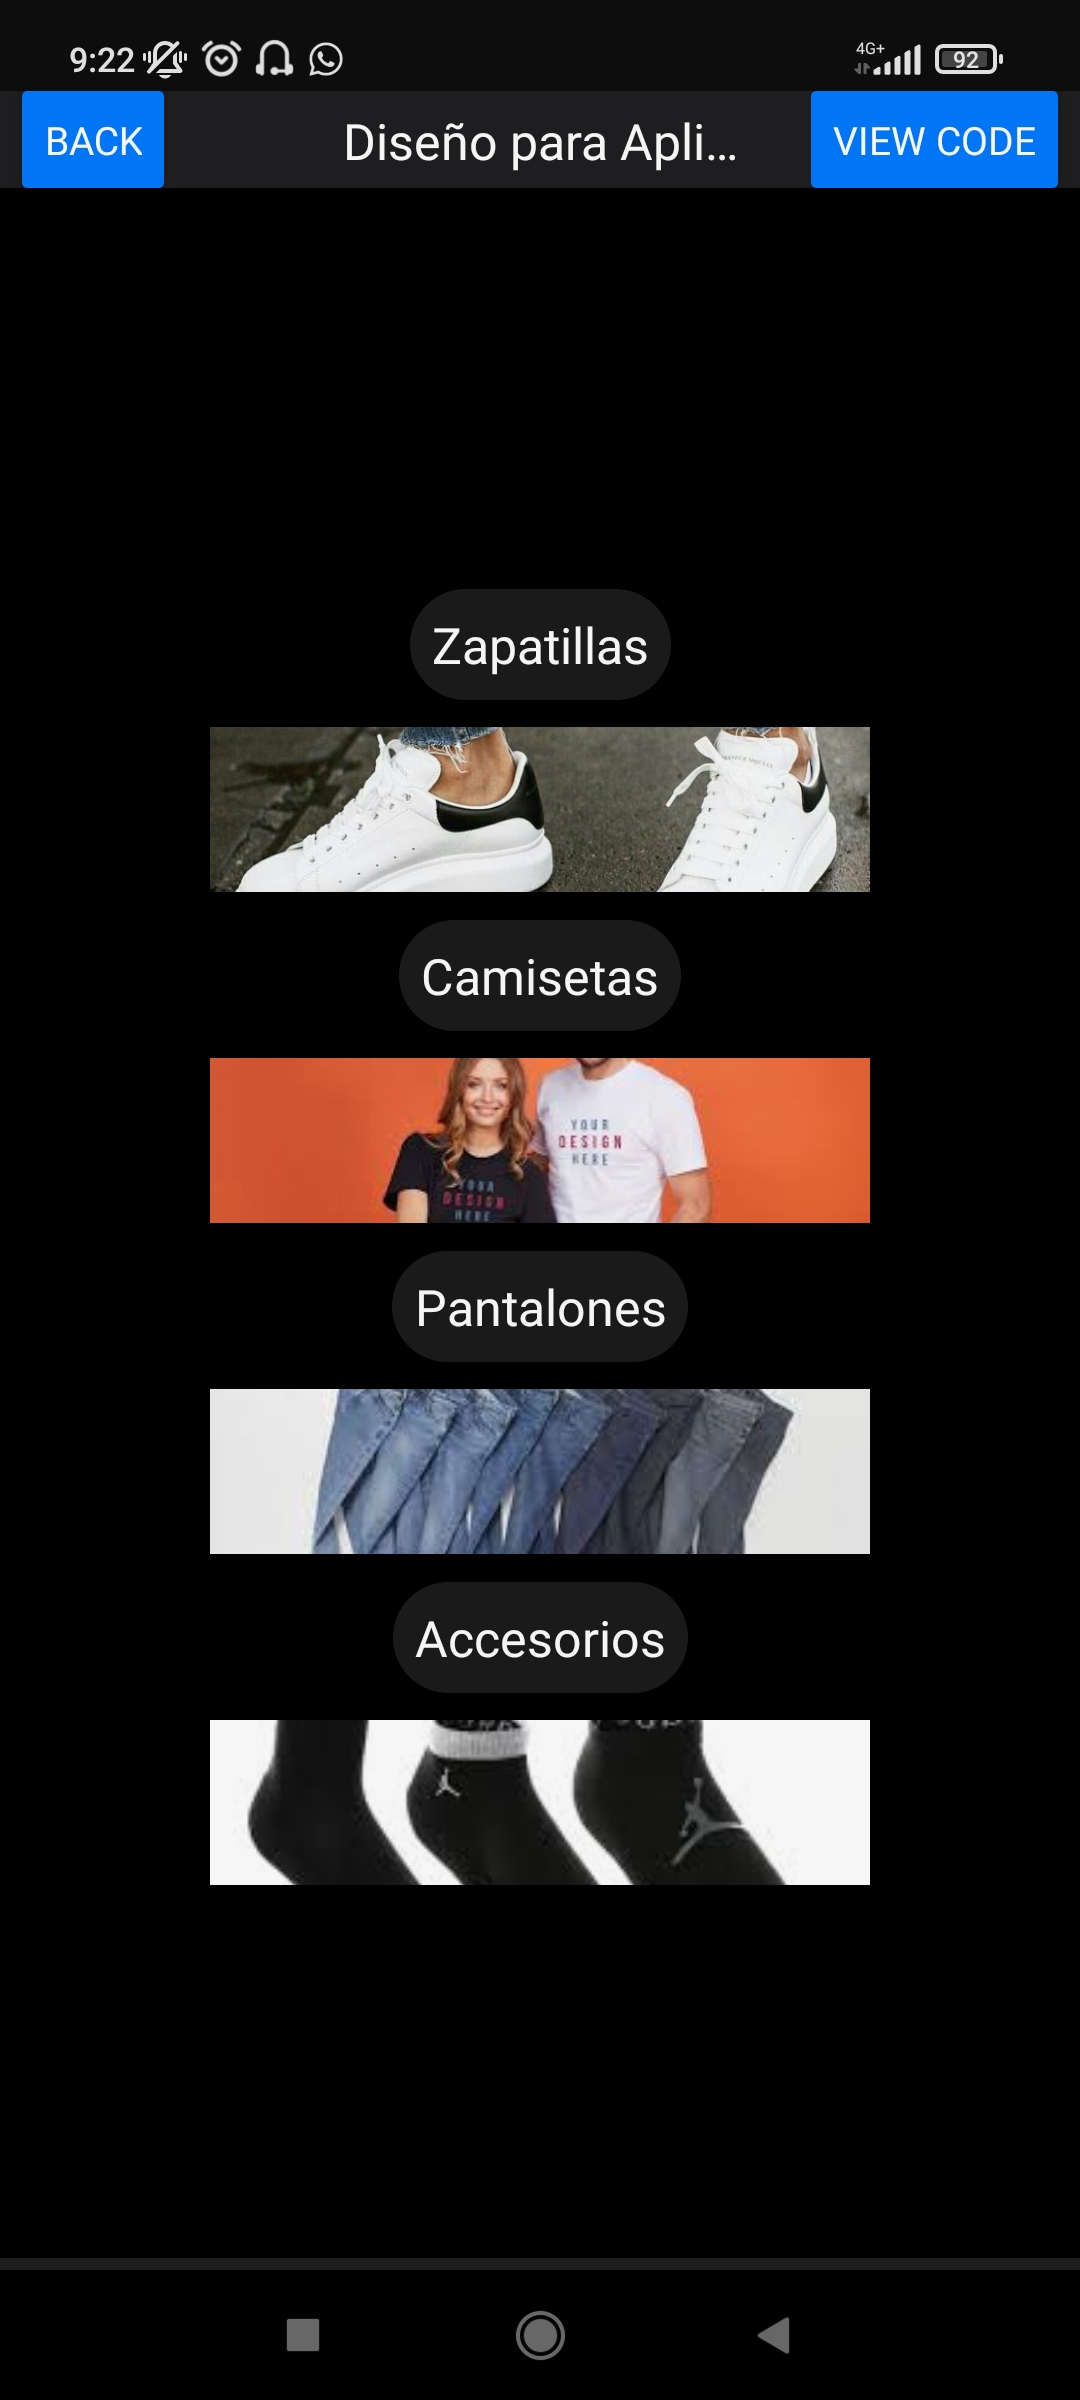 9:22
4G+
92
BACK
Diseño para Apli...
VIEW CODE
Zapatillas
Camisetas
YOUR
DESIGN
HERE
YOUR
DESIGN
HERE
Pantalones
Accesorios